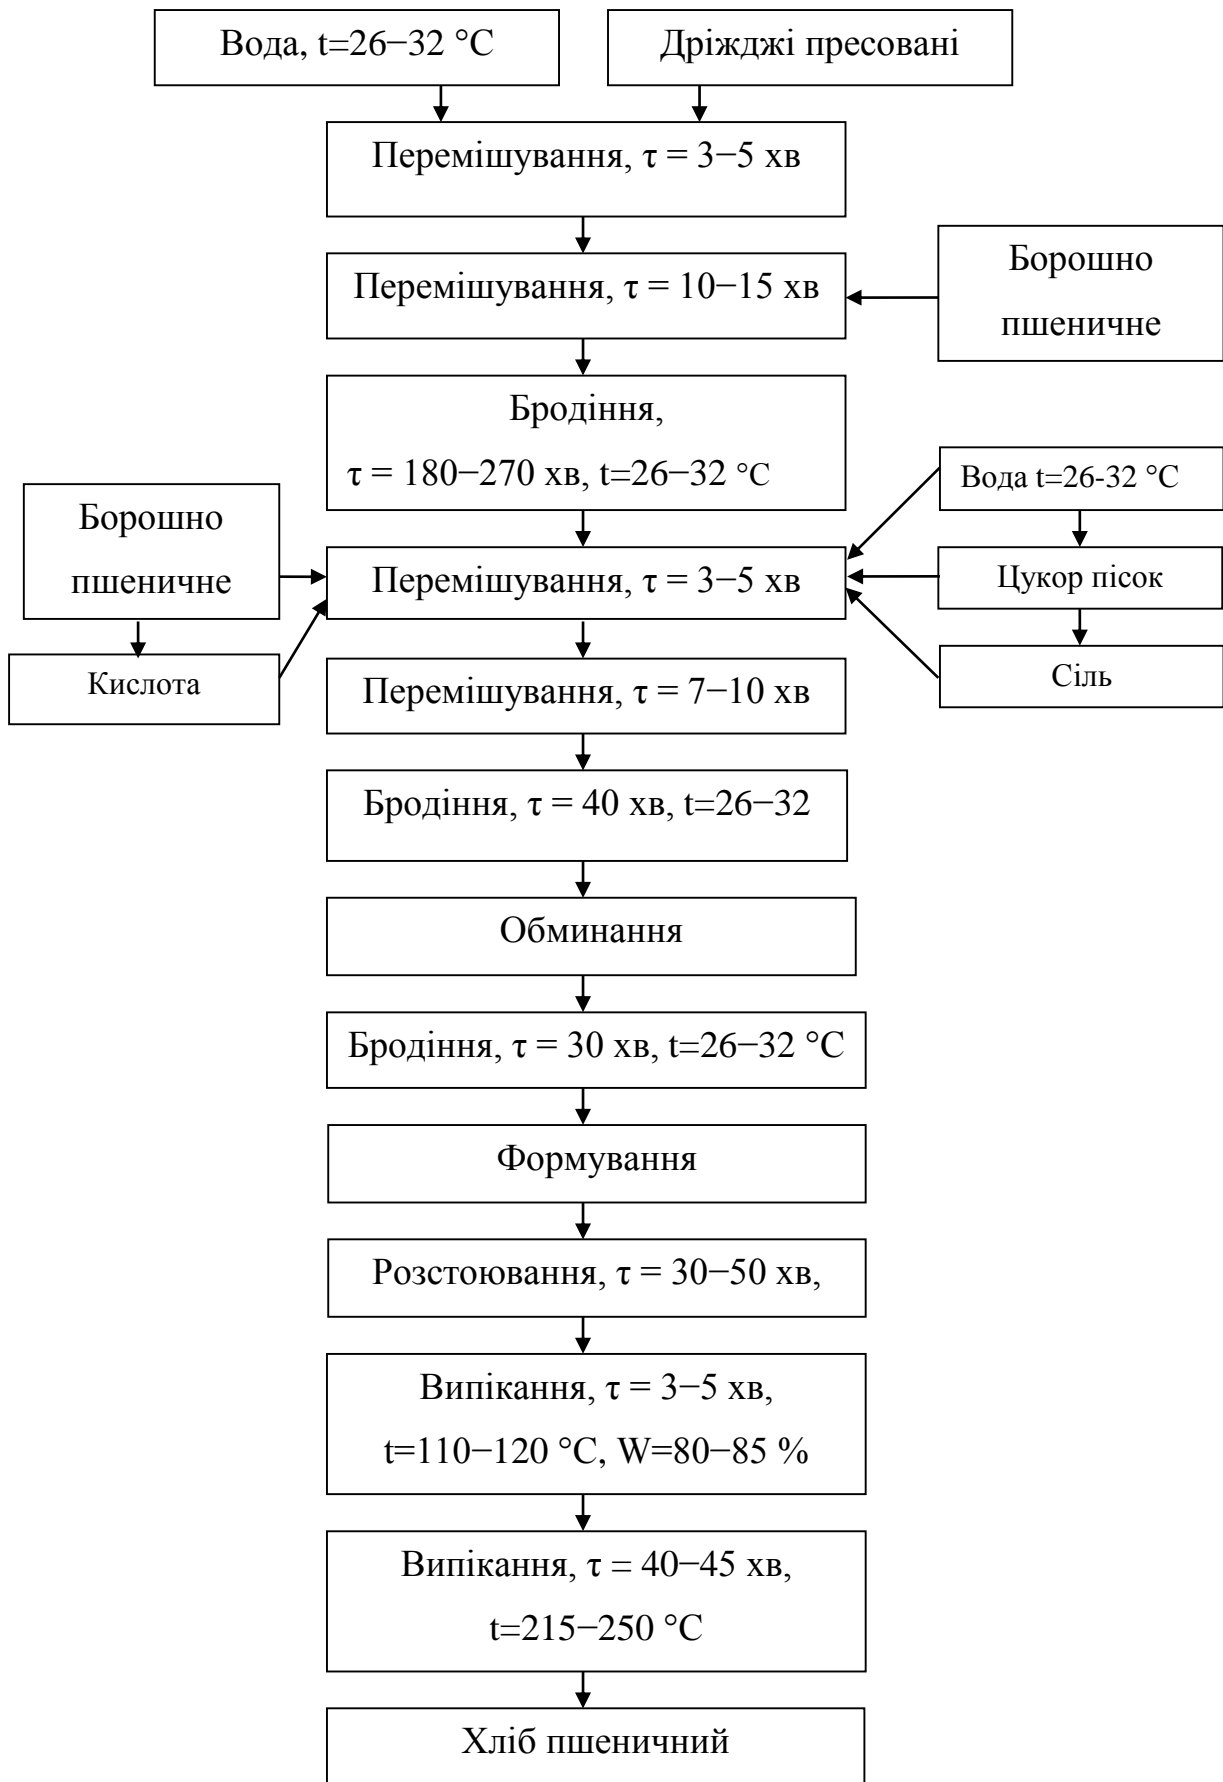 Вода, t=26−32 °С
Дріжджі пресовані
Перемішування, τ = 3−5 хв
Перемішування, τ = 10−15 хв
Борошно
пшеничне
Бродіння,
τ = 180−270 хв, t=26−32 °С
Вода t=26-32 °С
Борошно
пшеничне
Перемішування, τ = 3−5 хв
Цукор пісок
Кислота
Перемішування, τ = 7−10 хв
Сіль
Бродіння, τ = 40 хв, t=26−32
Обминання
Бродіння, τ = 30 хв, t=26−32 °С
Формування
Розстоювання, τ = 30−50 хв,
Випікання, τ = 3−5 хв,
t=110−120 °С, W=80−85 %
Випікання, τ = 40−45 хв,
t=215−250 °С
Хліб пшеничний